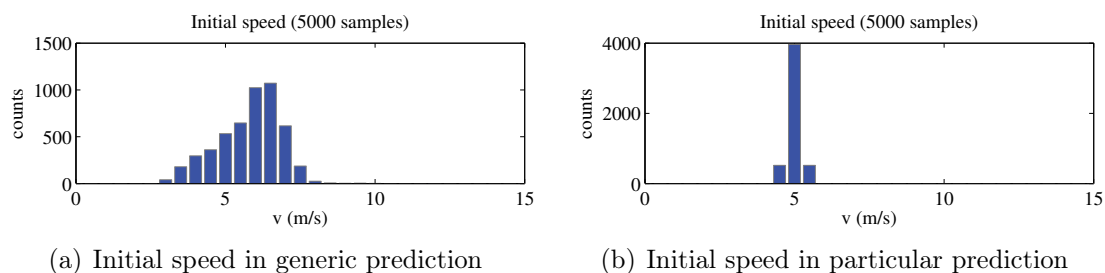 Initial speed (5000 samples)
1500
1000
500
0
counts
0 5 10 15
v (m/s)
(a) Initial speed in generic prediction
Initial speed (5000 samples)
4000
2000
0
counts
0 5 10 15
v (m/s)
(b) Initial speed in particular prediction